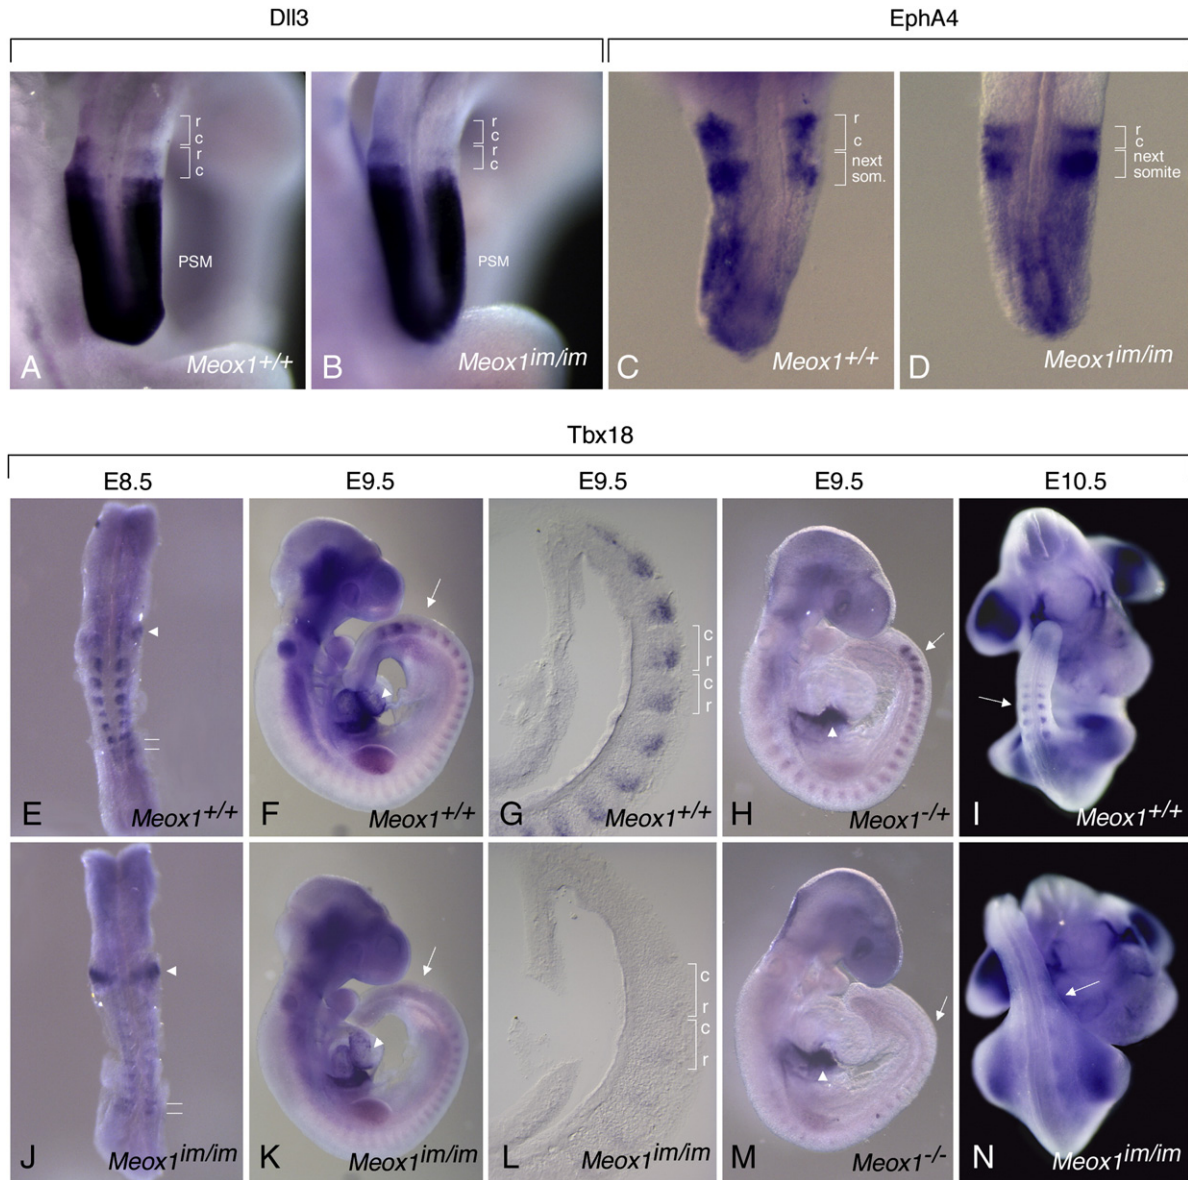 Dll3 EphA4
r
c
r
c
PSM
A Meox1+/+
r
c
r
c
PSM
B Meox1im/im
r
c
next
som.
C Meox1+/+
r
c
next
somite
D Meox1im/im
Tbx18
E8.5 E9.5 E9.5 E9.5 E10.5
E Meox1+/+
F Meox1+/+
c
r
c
r
G Meox1+/+
H Meox1-/+
I Meox1+/+
J Meox1im/im
K Meox1im/im
c
r
c
r
L Meox1im/im
M Meox1-/-
N Meox1im/im